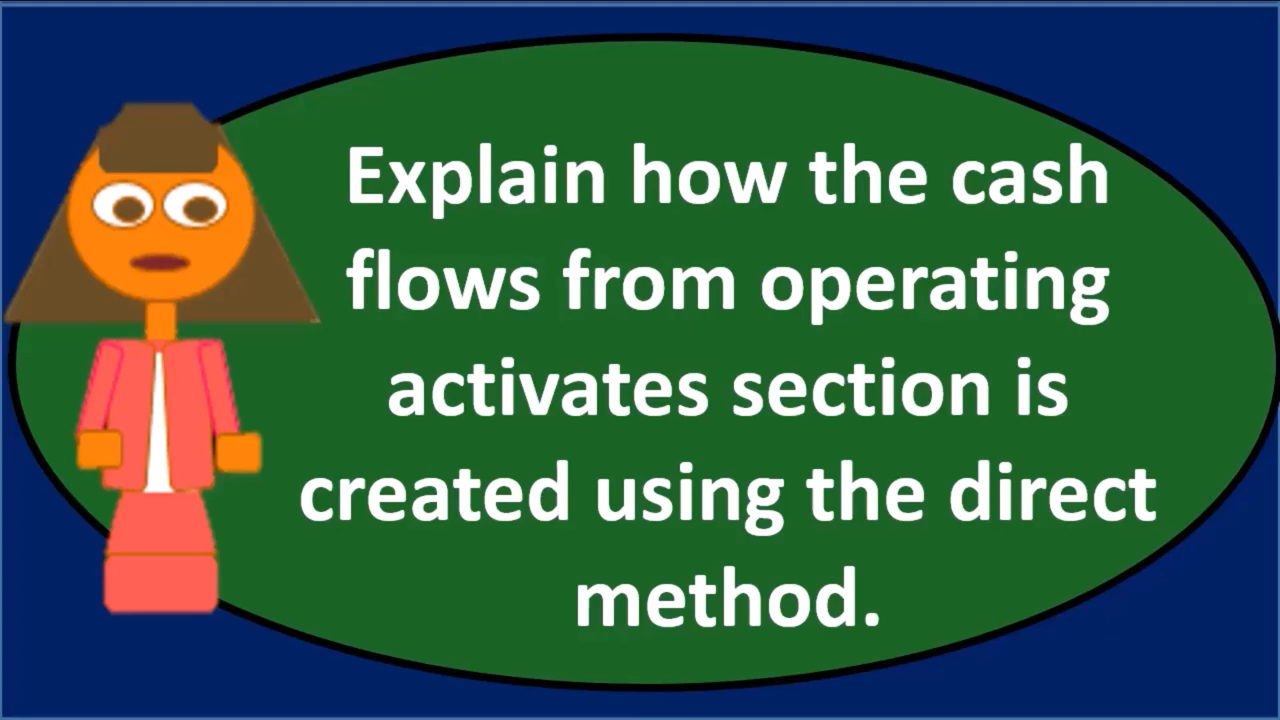 Explain how the cash
flows from operating
activates section is
created using the direct
method.